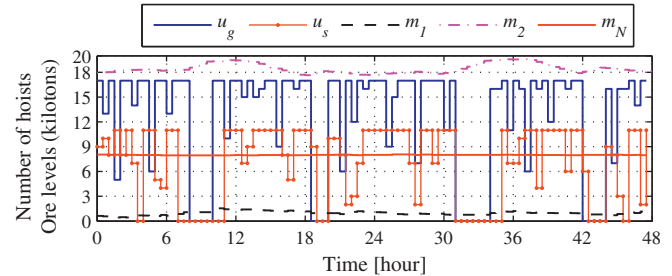 u_g u_s m_1 m_2 m_N
Number of hoists
Ore levels (kilotons)
20
18
15
12
9
6
3
0
0 6 12 18 24 30 36 42 48
Time [hour]